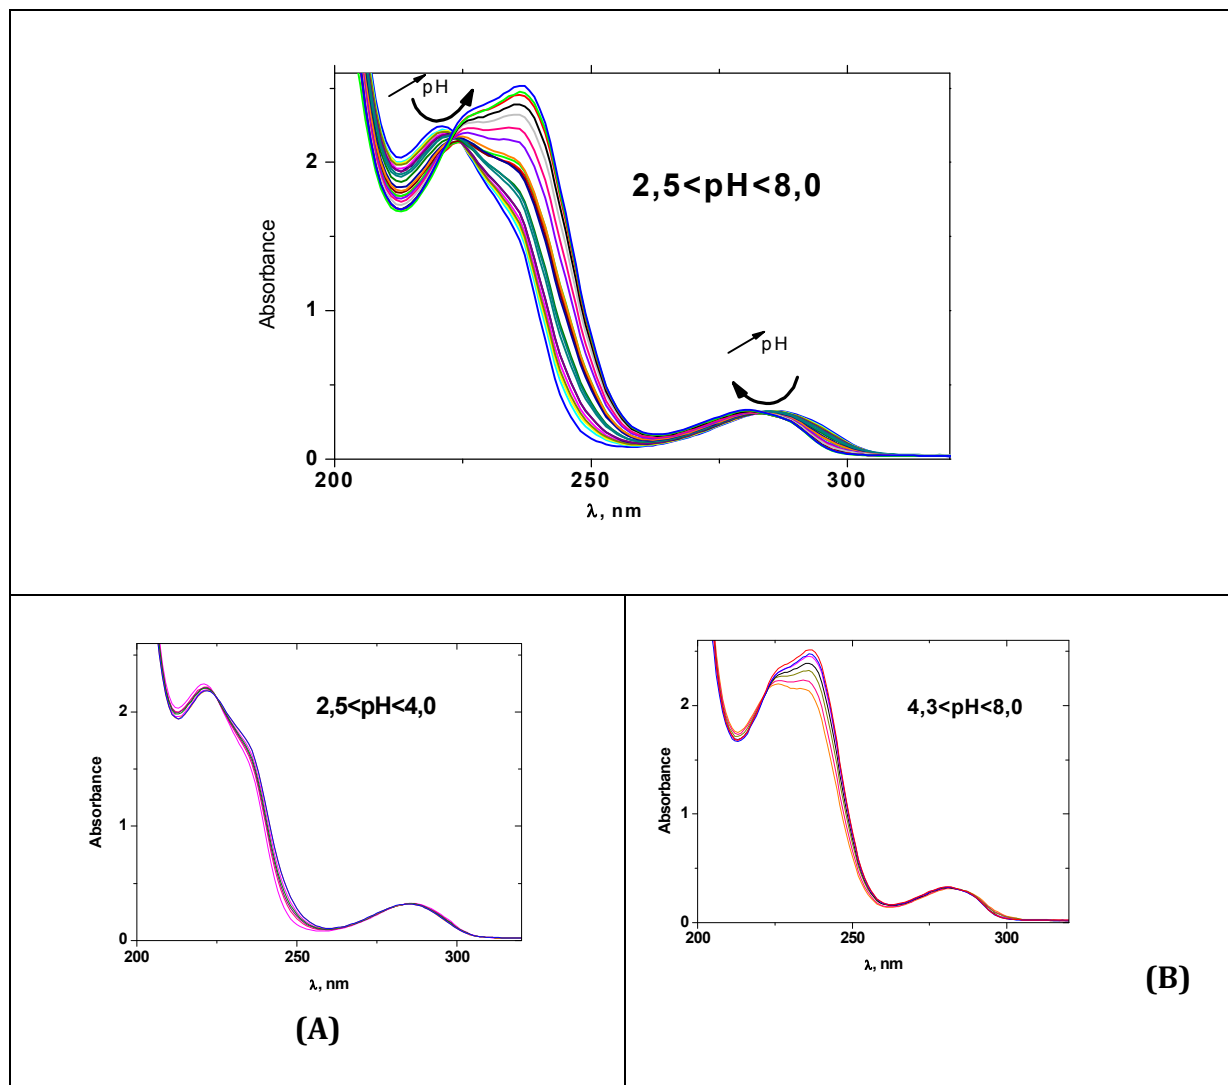 pH
2
2,5<pH<8,0
Absorbance
1
pH
0
200
250
300
λ, nm
2
2,5<pH<4,0
Absorbance
1
0
200
250
300
λ, nm
(A)
2
4,3<pH<8,0
Absorbance
1
0
200
250
300
λ, nm
(B)